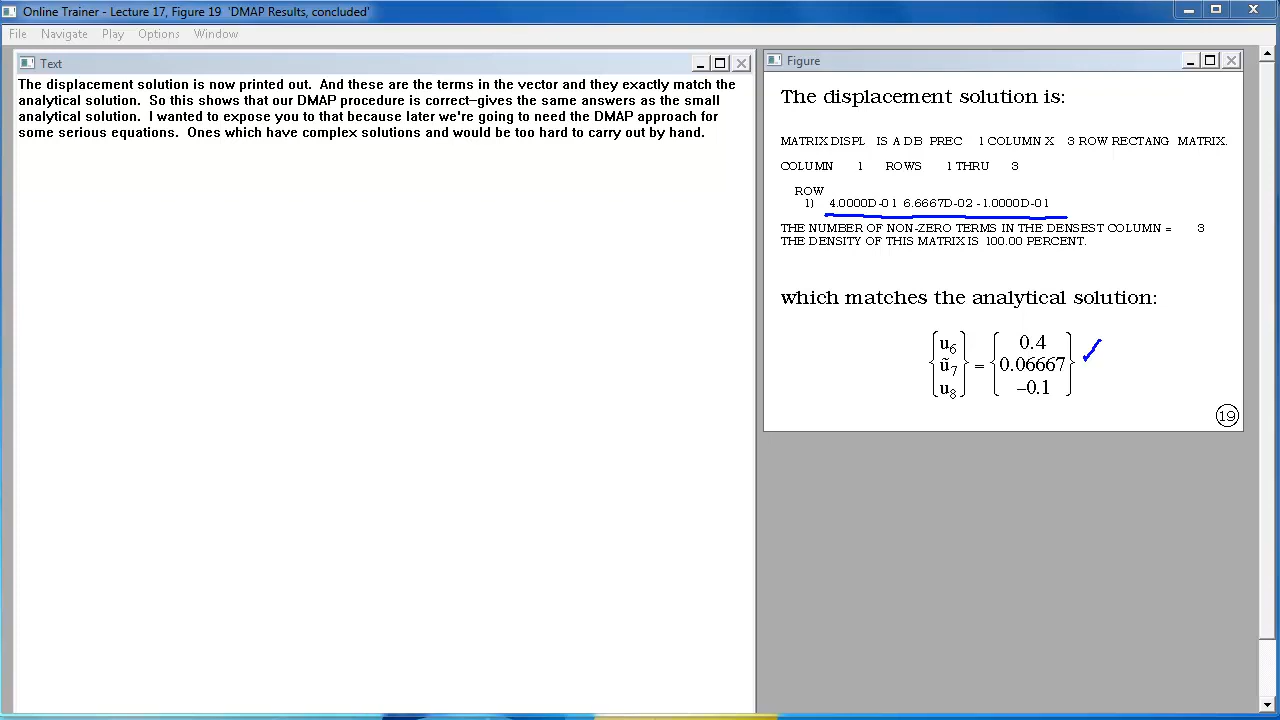 Online Trainer - Lecture 17, Figure 19 'DMAP Results, concluded'
File Navigate Play Options Window
Text
The displacement solution is now printed out. And these are the terms in the vector and they exactly match the
analytical solution. So this shows that our DMAP procedure is correct—gives the same answers as the small
analytical solution. I wanted to expose you to that because later we're going to need the DMAP approach for
some serious equations. Ones which have complex solutions and would be too hard to carry out by hand.
Figure
The displacement solution is:
MATRIX DISPL IS A DB PREC 1 COLUMN X 3 ROW RECTANG MATRIX.
COLUMN 1 ROWS 1 THRU 3
ROW
1) 4.0000D-01 6.6667D-02 -1.0000D-01
THE NUMBER OF NON-ZERO TERMS IN THE DENSEST COLUMN = 3
THE DENSITY OF THIS MATRIX IS 100.00 PERCENT.
which matches the analytical solution:
u6 0.4
ũ7 = 0.06667
u8 –0.1
19